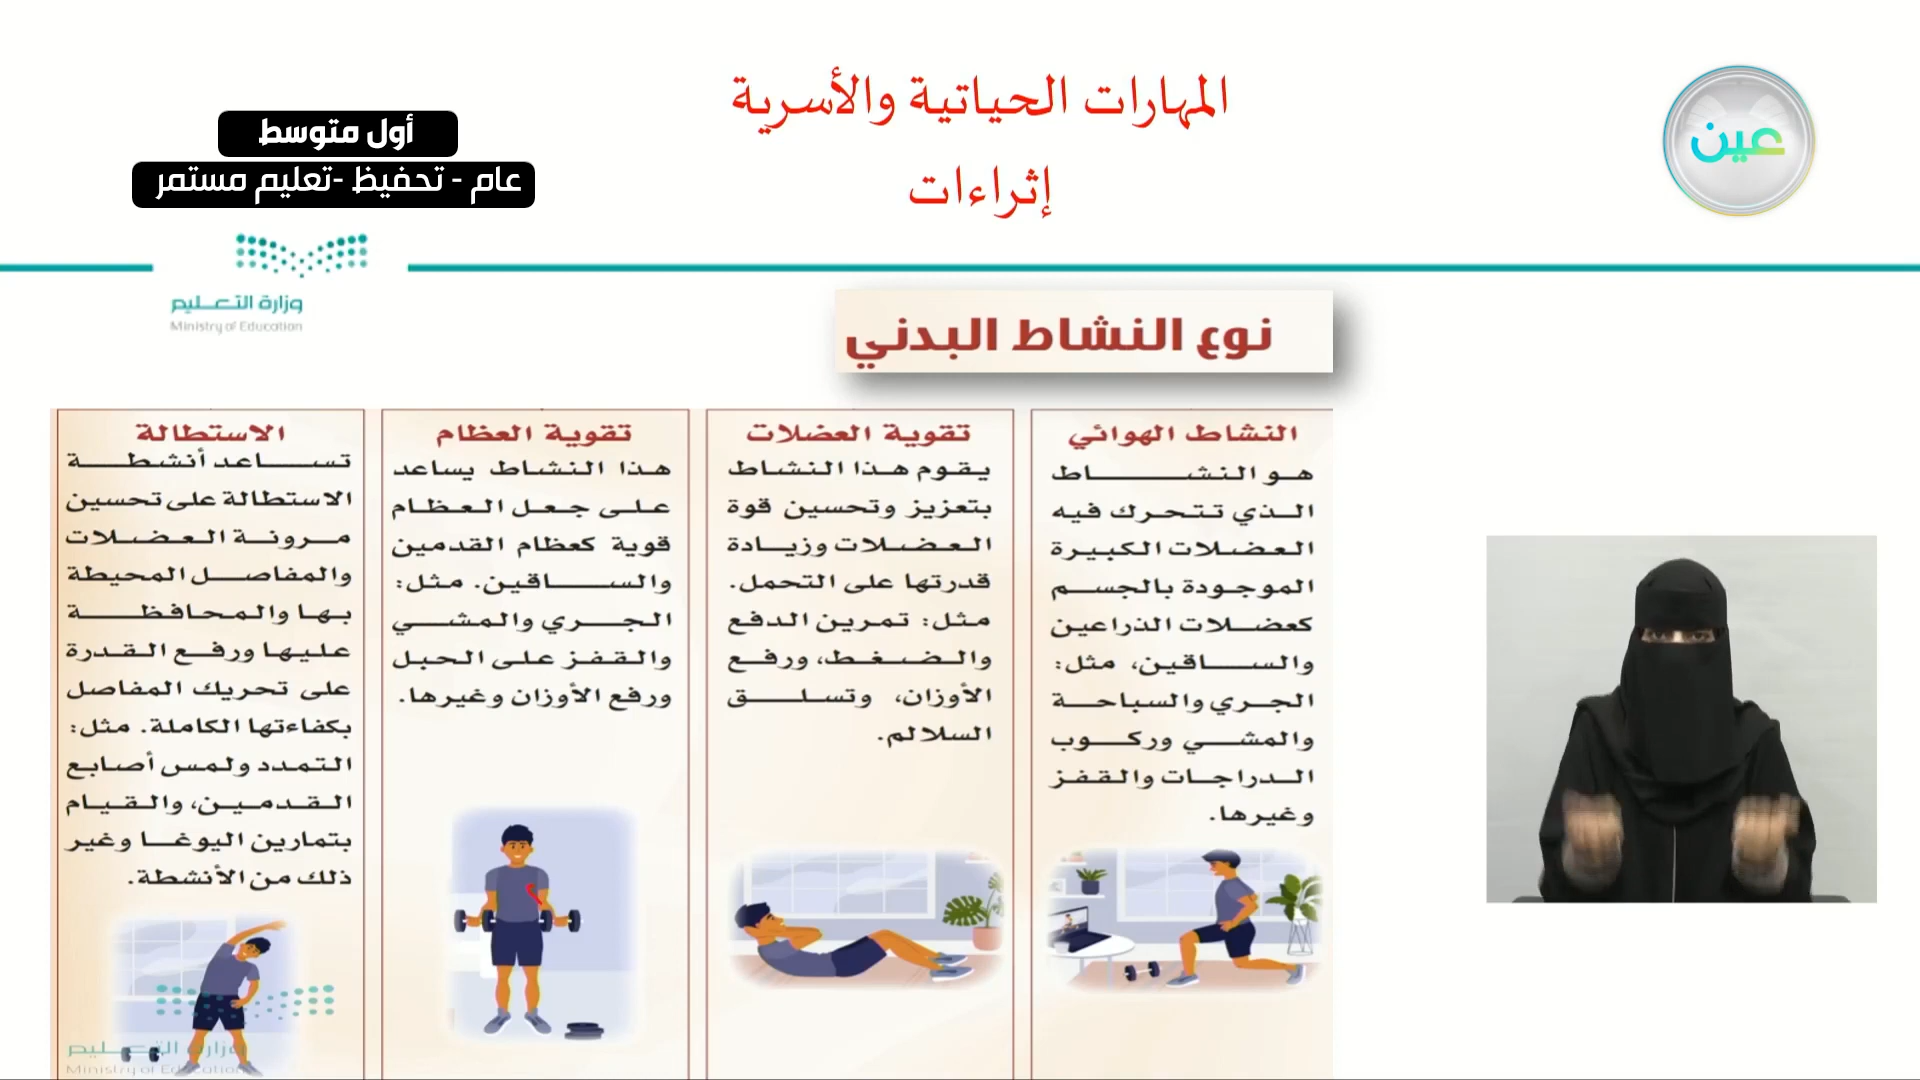 المهارات الحياتية والأسرية
إثراءات
عين
أول متوسط
عام - تحفيظ -تعليم مستمر
وزارة التعليم
Ministry of Education
نوع النشاط البدني
النشاط الهوائي
هو النشاط
الذي تتحرك فيه
العضلات الكبيرة
الموجودة بالجسم
كعضلات الذراعين
والساقين، مثل:
الجري والسباحة
والمشي وركوب
الدراجات والقفز
وغيرها.
تقوية العضلات
يقوم هذا النشاط
بتعزيز وتحسين قوة
العضلات وزيادة
قدرتها على التحمل.
مثل: تمرين الدفع
والضغط، ورفع
الأوزان، وتسلق
السلالم.
تقوية العظام
هذا النشاط يساعد
على جعل العظام
قوية كعظام القدمين
والساقين. مثل:
الجري والمشي
والقفز على الحبل
ورفع الأوزان وغيرها.
الاستطالة
تساعد أنشطة
الاستطالة على تحسين
مرونة العضلات
والمفاصل المحيطة
بها والمحافظة
عليها ورفع القدرة
على تحريك المفاصل
بكفاءتها الكاملة. مثل:
التمدد ولمس أصابع
القدمين، والقيام
بتمارين اليوغا وغير
ذلك من الأنشطة.
وزارة التعليم
Ministry of Education